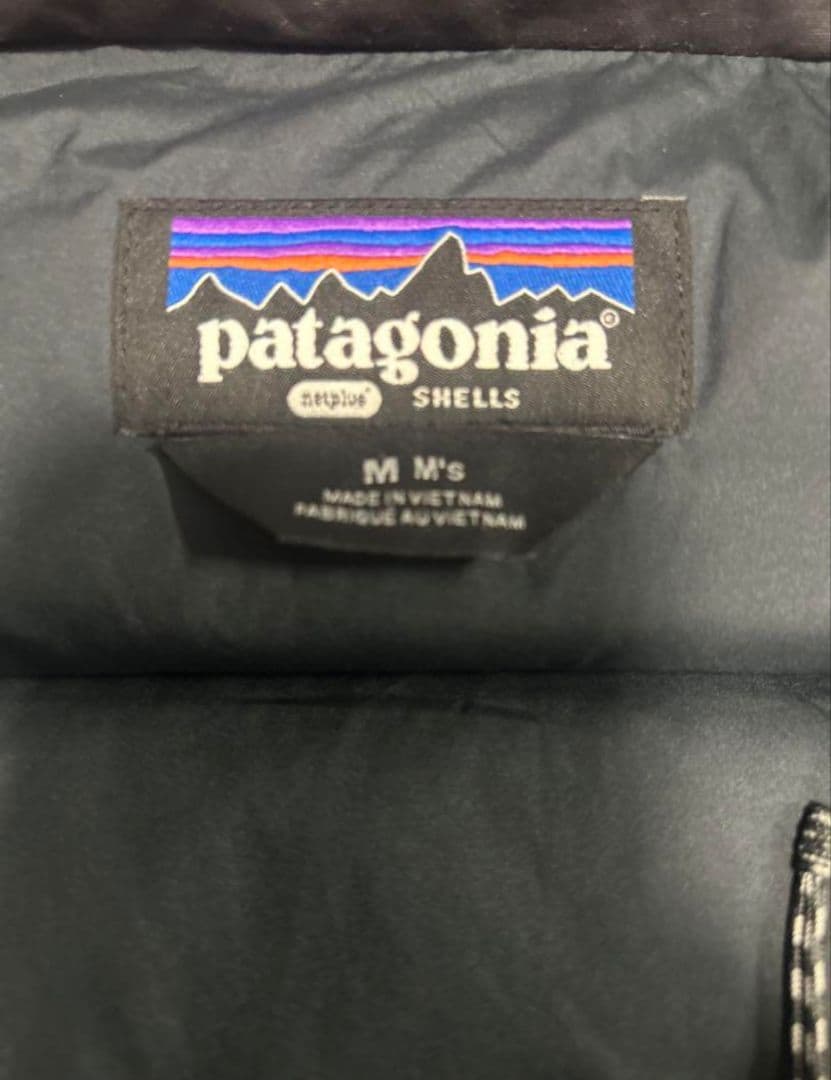 patagonia®
netplus® SHELLS
M M's
MADE IN VIETNAM
FABRIQUÉ AU VIETNAM